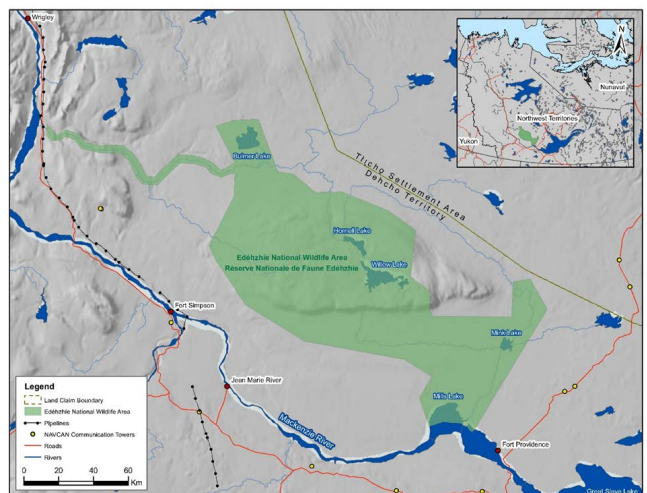 Wrigley
N
Nunavut
Northwest Territories
Yukon
Bulmer Lake
Tlicho Settlement Area
Dehcho Territory
Hornell Lake
Edéhzhíe National Wildlife Area
Réserve Nationale de Faune Edéhzhíe
Willow Lake
Fort Simpson
Mink Lake
Jean Marie River
Mills Lake
Mackenzie River
Fort Providence
Great Slave Lake
Legend
Land Claim Boundary
Edéhzhíe National Wildlife Area
Pipelines
NAVCAN Communication Towers
Roads
Rivers
0 20 40 60
Km